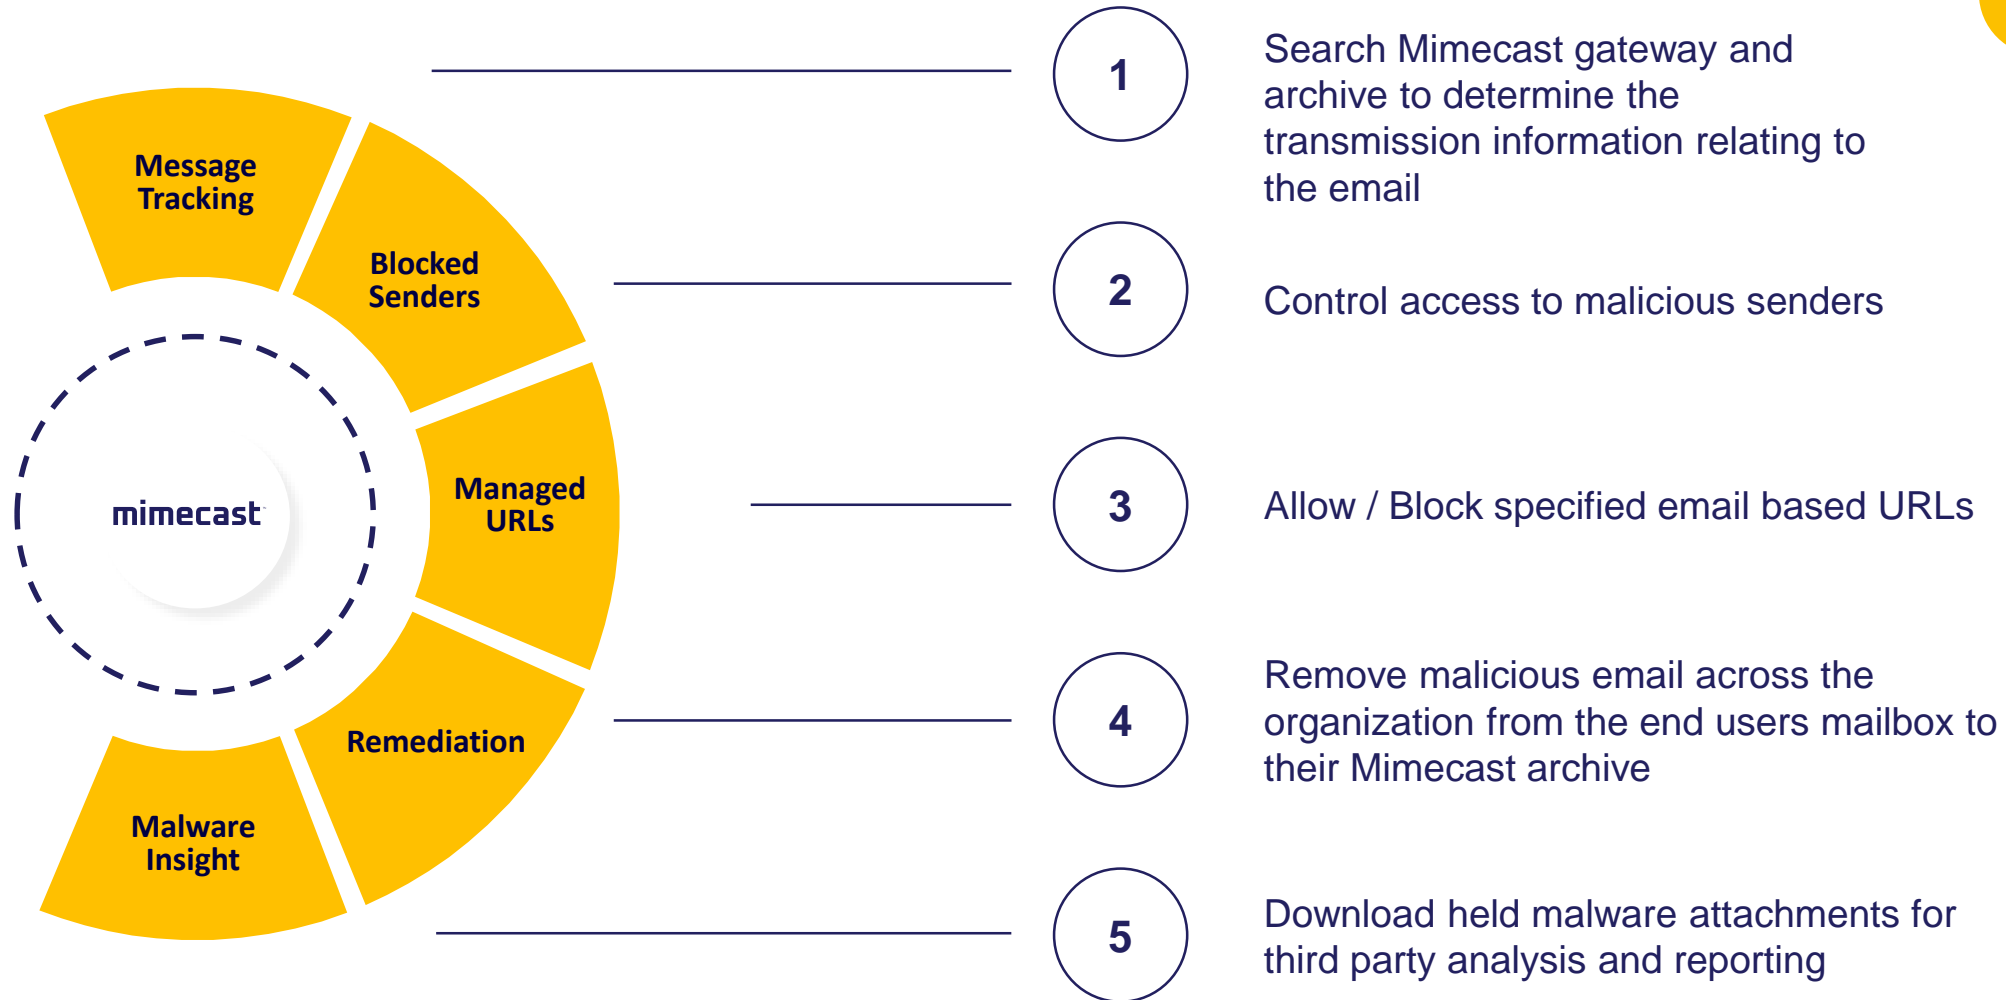 Message
Tracking
Blocked
Senders
Managed
URLs
Remediation
Malware
Insight
mimecast
1
Search Mimecast gateway and
archive to determine the
transmission information relating to
the email
2
Control access to malicious senders
3
Allow / Block specified email based URLs
4
Remove malicious email across the
organization from the end users mailbox to
their Mimecast archive
5
Download held malware attachments for
third party analysis and reporting